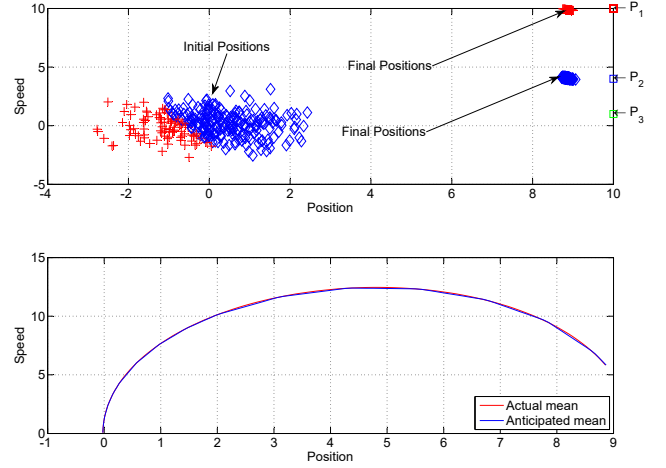 10
5
0
-5
Speed
Initial Positions
Final Positions
Final Positions
P1
P2
P3
-4
-2
0
2
4
6
8
10
Position
15
10
5
0
Speed
Actual mean
Anticipated mean
-1
0
1
2
3
4
5
6
7
8
9
Position